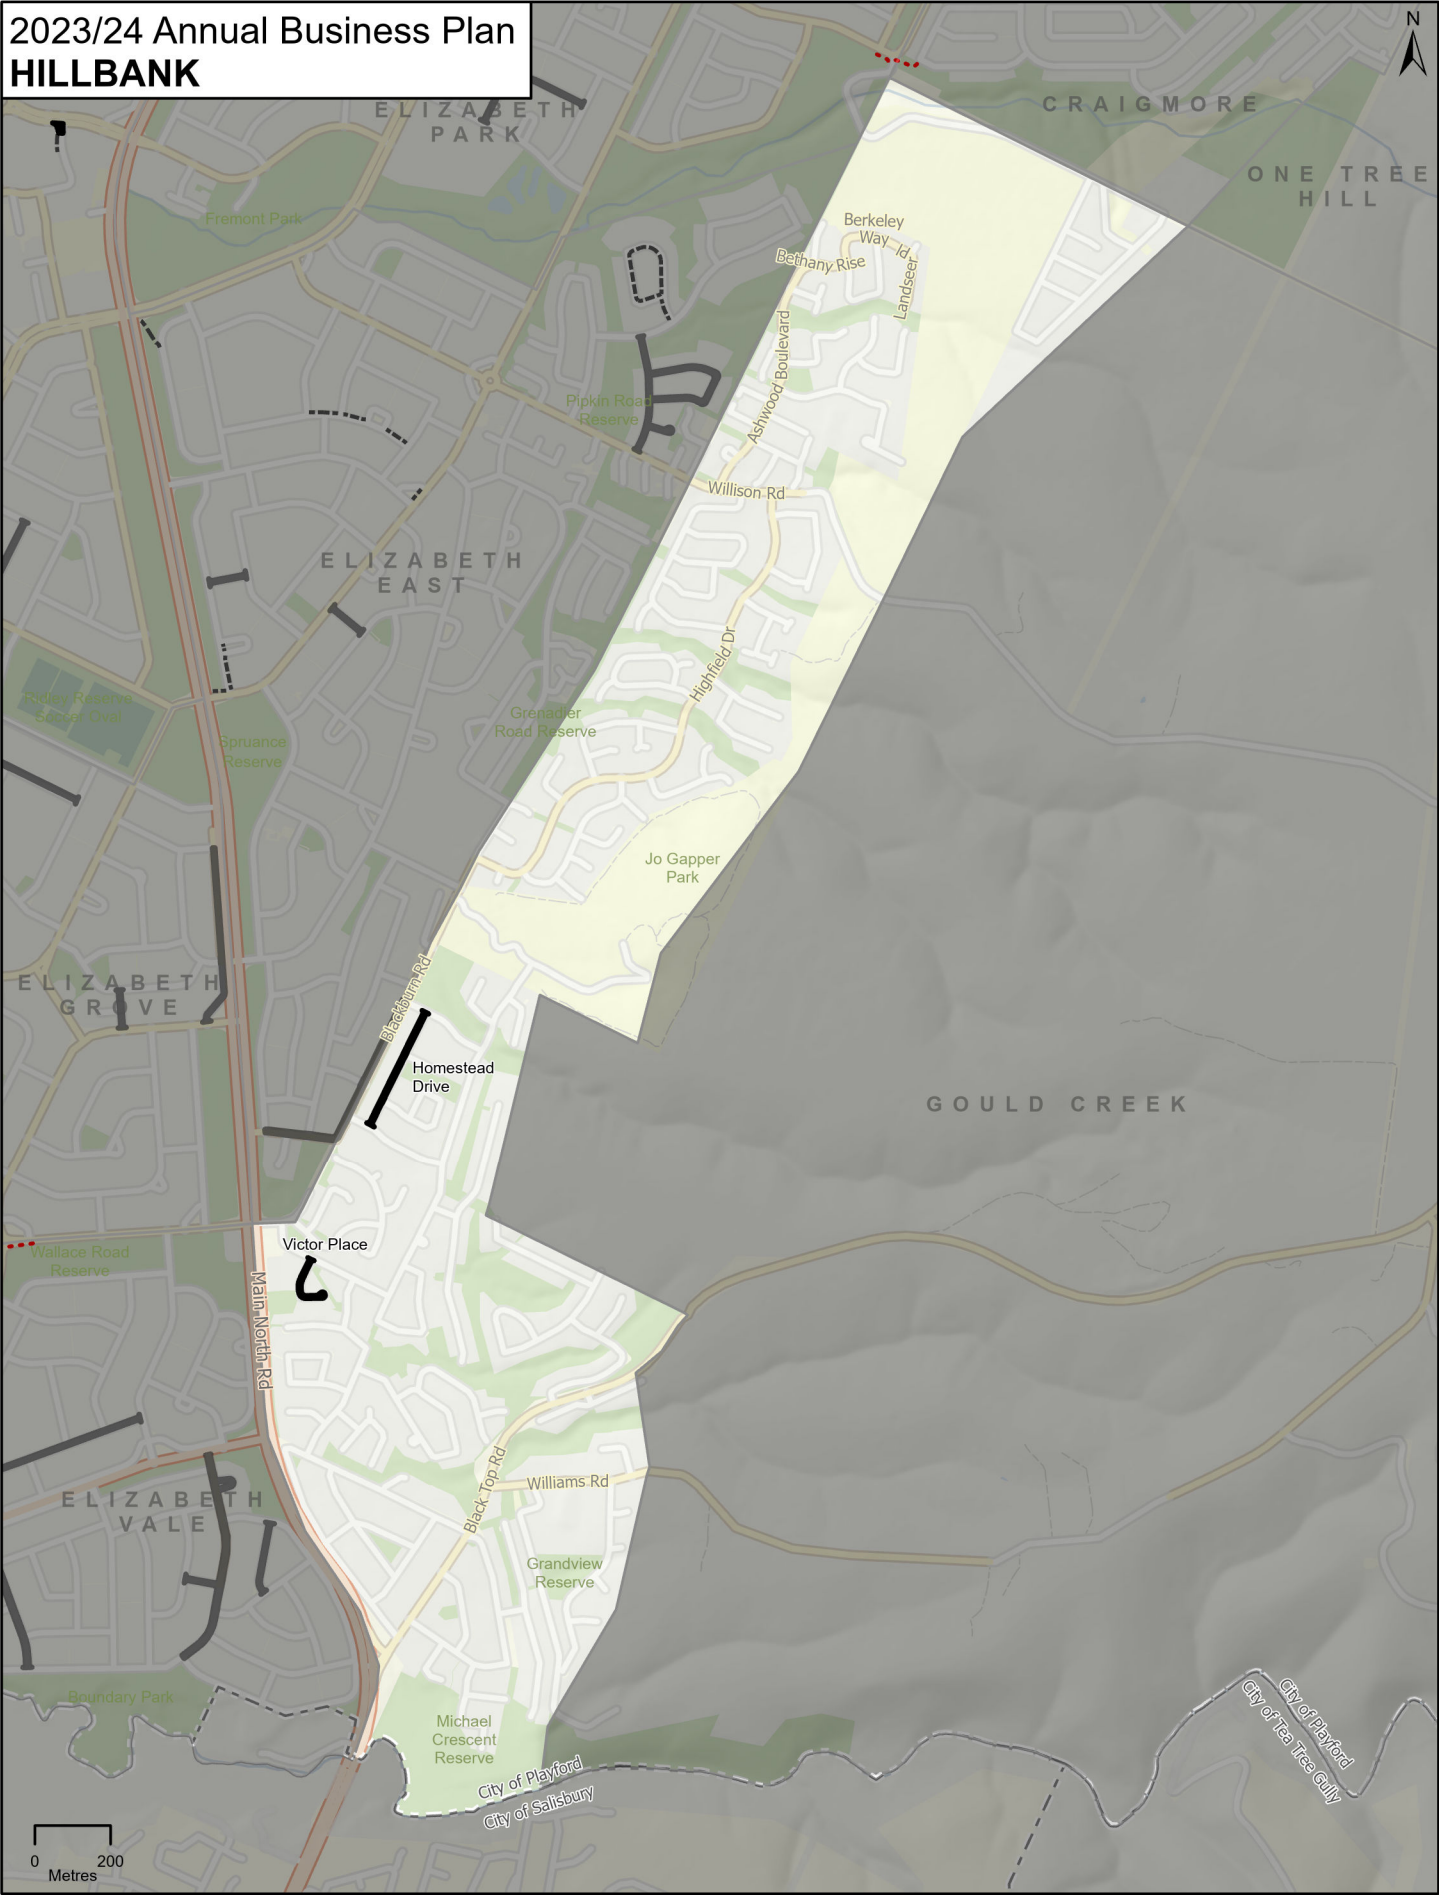 2023/24 Annual Business Plan
HILLBANK
N
ELIZABETH
PARK
CRAIGMORE
ONE TREE
HILL
Fremont Park
Berkeley
Way
Bethany Rise
Landseer
Ashwood Boulevard
Pipkin Road
Reserve
Willison Rd
ELIZABETH
EAST
Highfield Dr
Ridley Reserve
Soccer Oval
Grenadier
Road Reserve
Spruance
Reserve
Jo Gapper
Park
ELIZABETH
GROVE
Blackburn Rd
Homestead
Drive
GOULD CREEK
Victor Place
Wallace Road
Reserve
Main North Rd
Black Top Rd
Williams Rd
ELIZABETH
VALE
Grandview
Reserve
Boundary Park
Michael
Crescent
Reserve
City of Playford
City of Salisbury
City of Playford
City of Tea Tree Gully
0 200
Metres